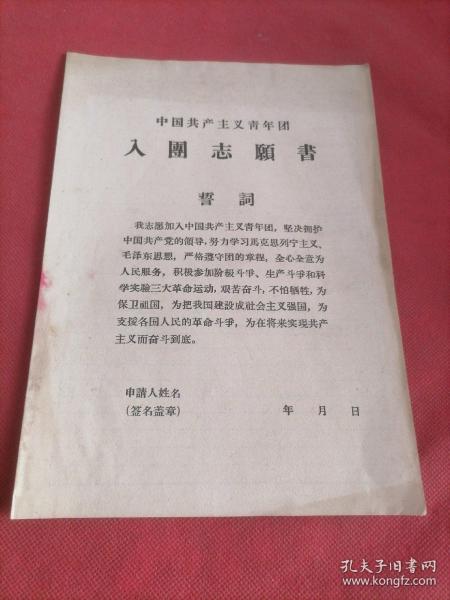 中国共产主义青年团
入團志願書
誓詞
我志愿加入中国共产主义青年团，坚决拥护
中国共产党的領导，努力学习馬克思列宁主义、
毛泽东思想，严格遵守团的章程，全心全意为
人民服务，积极参加阶級斗爭、生产斗爭和科
学实驗三大革命运动，艰苦奋斗，不怕牺牲，为
保卫祖国，为把我国建設成社会主义强国，为
支援各国人民的革命斗爭，为在将来实現共产
主义而奋斗到底。
申請人姓名
(签名盖章) 年 月 日
孔夫子旧书网
www.kongfz.com